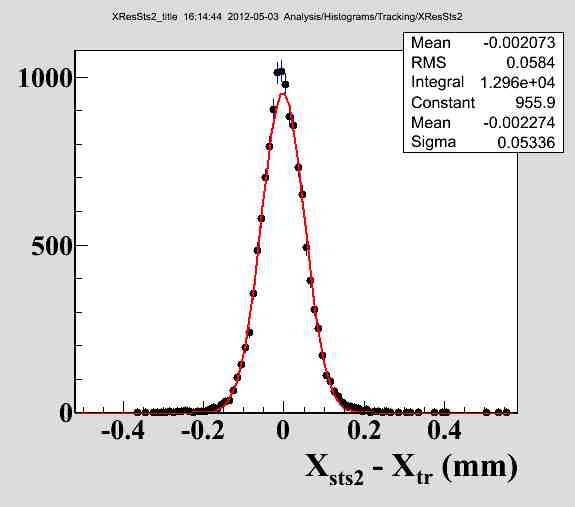 XResSts2_title 16:14:44 2012-05-03 Analysis/Histograms/Tracking/XResSts2
Mean -0.002073
RMS 0.0584
Integral 1.296e+04
Constant 955.9
Mean -0.002274
Sigma 0.05336
1000
500
0
-0.4 -0.2 0 0.2 0.4
Xsts2 - Xtr (mm)